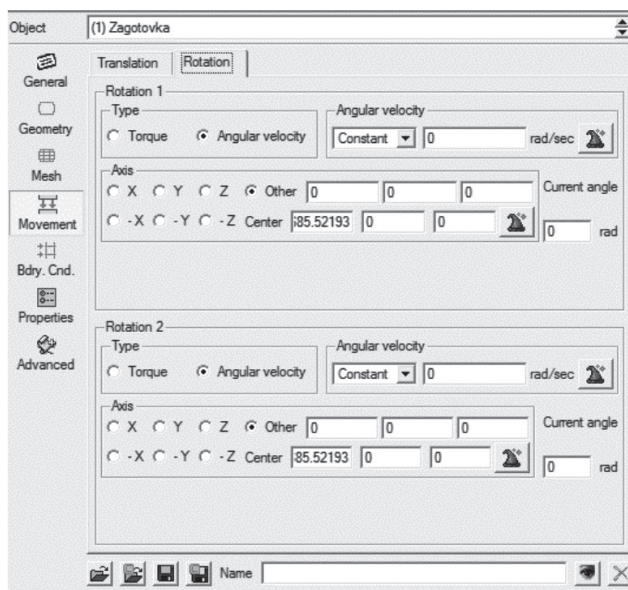 Object (1) Zagotovka
General
Geometry
Mesh
Movement
Bdry. Cnd.
Properties
Advanced
Translation Rotation
Rotation 1
Type
Torque Angular velocity
Angular velocity
Constant 0 rad/sec
Axis
X Y Z Other 0 0 0
-X -Y -Z Center 85.52193 0 0
Current angle
0 rad
Rotation 2
Type
Torque Angular velocity
Angular velocity
Constant 0 rad/sec
Axis
X Y Z Other 0 0 0
-X -Y -Z Center 85.52193 0 0
Current angle
0 rad
Name